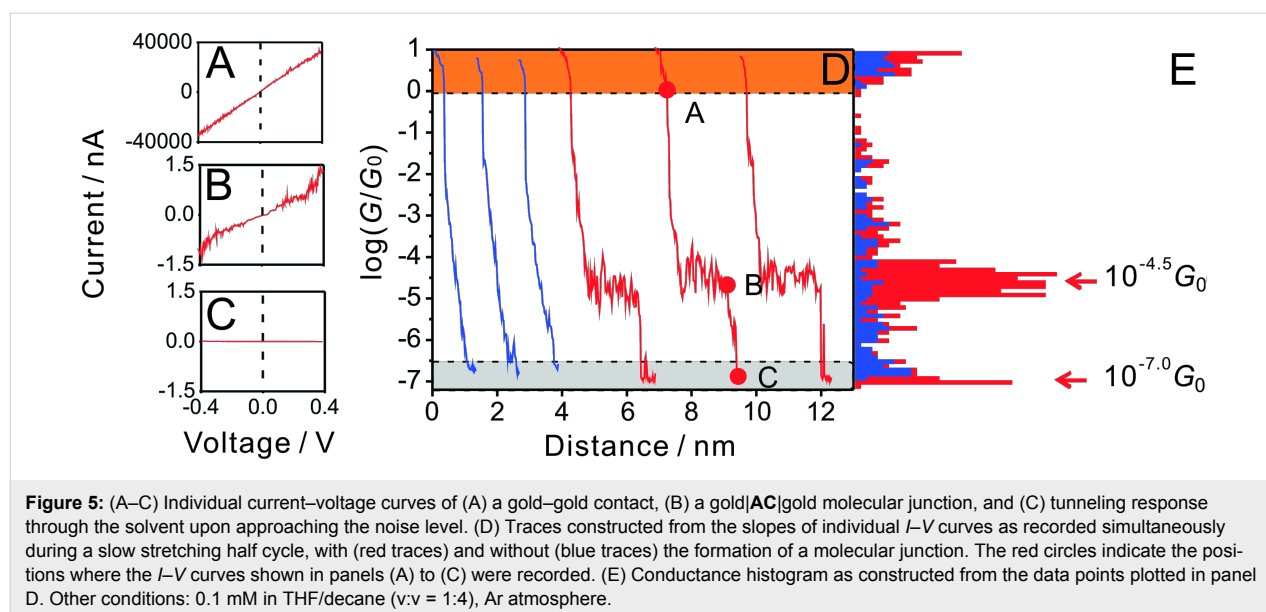 A
40000
0
-40000
B
1.5
0.0
-1.5
C
1.5
0.0
-1.5
-0.4 0.0 0.4
Current / nA
Voltage / V
D
1
0
-1
-2
-3
-4
-5
-6
-7
log(G/G₀)
A
B
C
0 2 4 6 8 10 12
Distance / nm
E
10⁻⁴·⁵G₀
10⁻⁷·⁰G₀
Figure 5: (A–C) Individual current–voltage curves of (A) a gold–gold contact, (B) a gold|AC|gold molecular junction, and (C) tunneling response
through the solvent upon approaching the noise level. (D) Traces constructed from the slopes of individual I–V curves as recorded simultaneously
during a slow stretching half cycle, with (red traces) and without (blue traces) the formation of a molecular junction. The red circles indicate the posi-
tions where the I–V curves shown in panels (A) to (C) were recorded. (E) Conductance histogram as constructed from the data points plotted in panel
D. Other conditions: 0.1 mM in THF/decane (v:v = 1:4), Ar atmosphere.